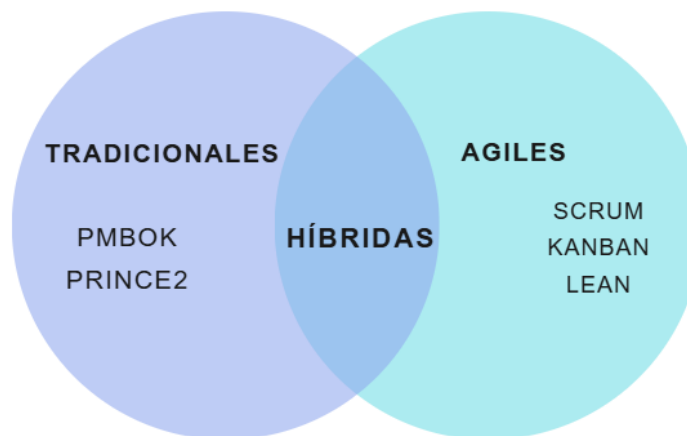 TRADICIONALES
PMBOK
PRINCE2
HÍBRIDAS
AGILES
SCRUM
KANBAN
LEAN